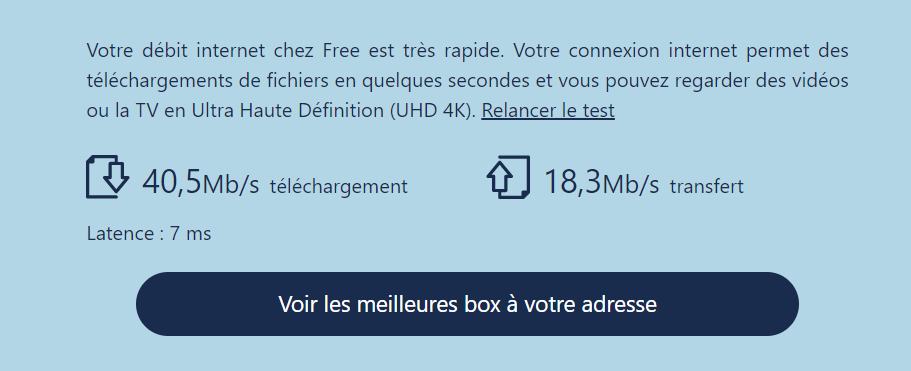 Votre débit internet chez Free est très rapide. Votre connexion internet permet des
téléchargements de fichiers en quelques secondes et vous pouvez regarder des vidéos
ou la TV en Ultra Haute Définition (UHD 4K). Relancer le test
40,5Mb/s téléchargement 18,3Mb/s transfert
Latence : 7 ms
Voir les meilleures box à votre adresse